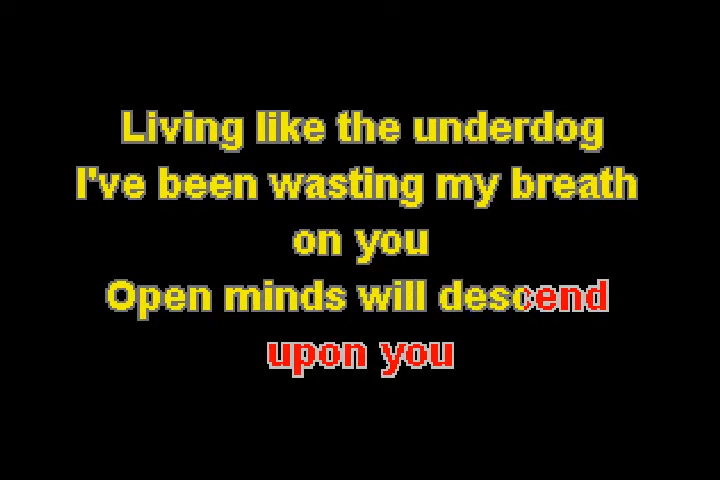 Living like the underdog
I've been wasting my breath
on you
Open minds will descend
upon you